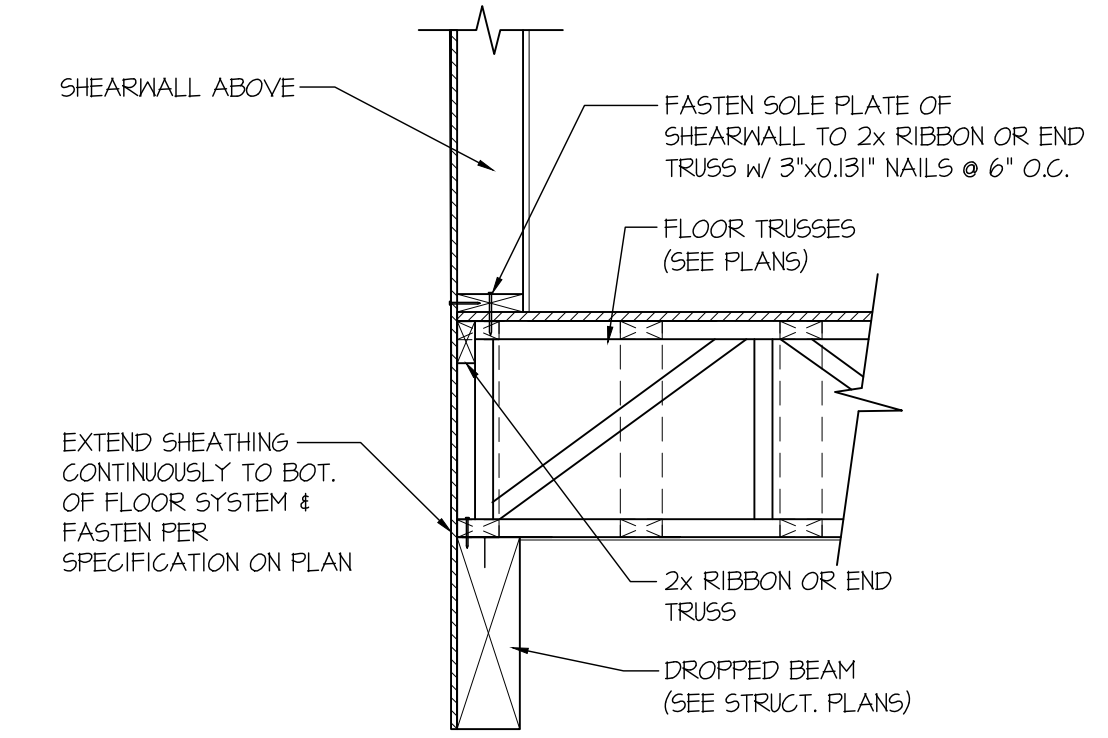 SHEARWALL ABOVE
FASTEN SOLE PLATE OF
SHEARWALL TO 2x RIBBON OR END
TRUSS w/ 3"x0.131" NAILS @ 6" O.C.
FLOOR TRUSSES
(SEE PLANS)
EXTEND SHEATHING
CONTINUOUSLY TO BOT.
OF FLOOR SYSTEM &
FASTEN PER
SPECIFICATION ON PLAN
2x RIBBON OR END
TRUSS
DROPPED BEAM
(SEE STRUCT. PLANS)